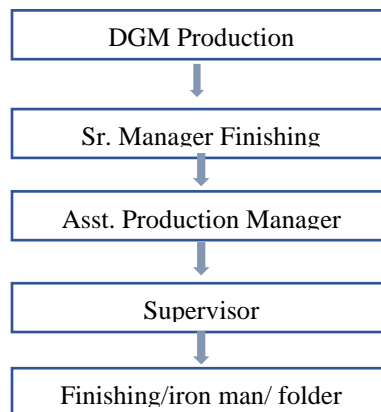 DGM Production
Sr. Manager Finishing
Asst. Production Manager
Supervisor
Finishing/iron man/ folder